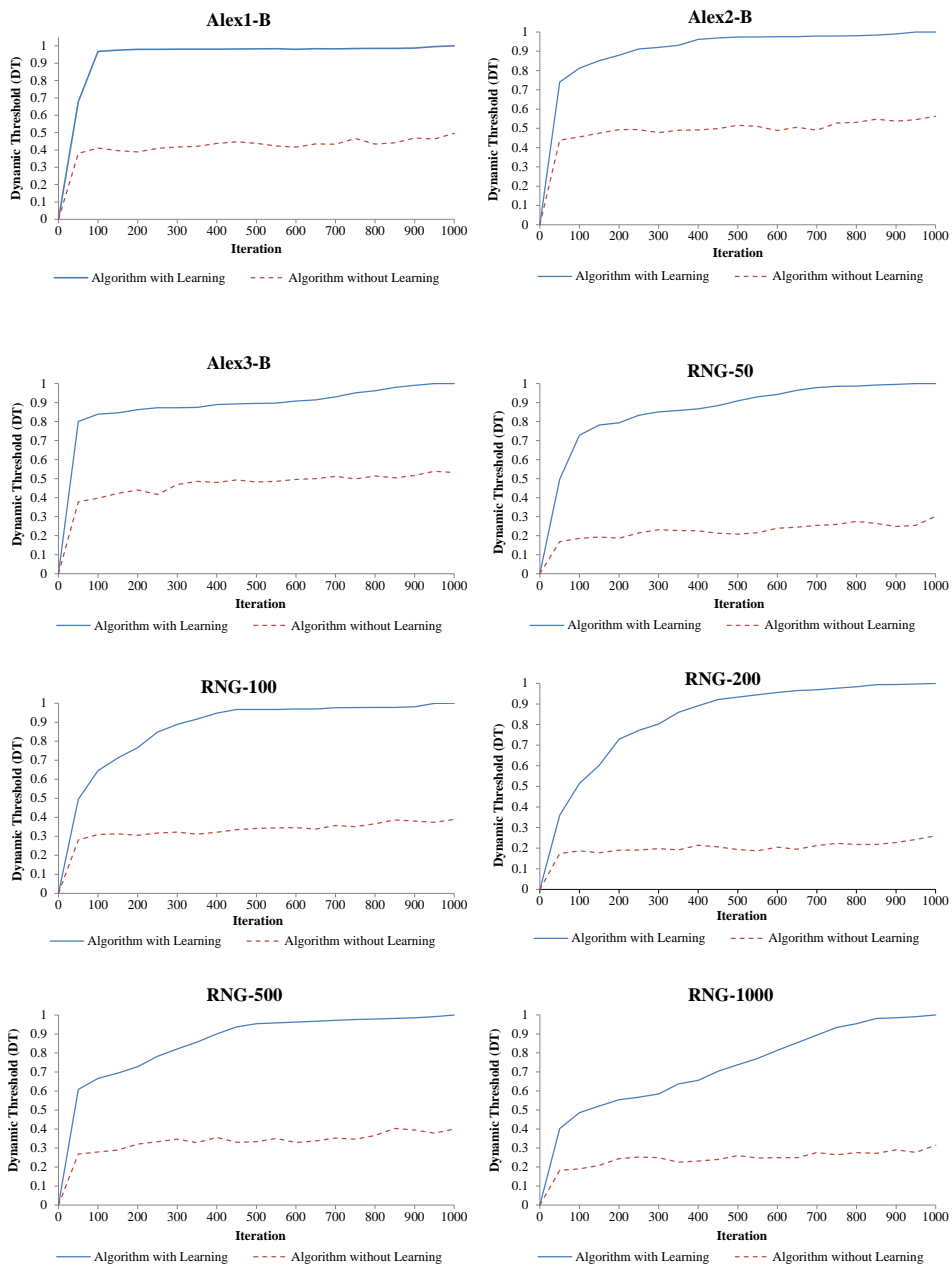 Alex1-B
Dynamic Threshold (DT)
1
0.9
0.8
0.7
0.6
0.5
0.4
0.3
0.2
0.1
0
0 100 200 300 400 500 600 700 800 900 1000
Iteration
Algorithm with Learning Algorithm without Learning
Alex2-B
Dynamic Threshold (DT)
1
0.9
0.8
0.7
0.6
0.5
0.4
0.3
0.2
0.1
0
0 100 200 300 400 500 600 700 800 900 1000
Iteration
Algorithm with Learning Algorithm without Learning
Alex3-B
Dynamic Threshold (DT)
1
0.9
0.8
0.7
0.6
0.5
0.4
0.3
0.2
0.1
0
0 100 200 300 400 500 600 700 800 900 1000
Iteration
Algorithm with Learning Algorithm without Learning
RNG-50
Dynamic Threshold (DT)
1
0.9
0.8
0.7
0.6
0.5
0.4
0.3
0.2
0.1
0
0 100 200 300 400 500 600 700 800 900 1000
Iteration
Algorithm with Learning Algorithm without Learning
RNG-100
Dynamic Threshold (DT)
1
0.9
0.8
0.7
0.6
0.5
0.4
0.3
0.2
0.1
0
0 100 200 300 400 500 600 700 800 900 1000
Iteration
Algorithm with Learning Algorithm without Learning
RNG-200
Dynamic Threshold (DT)
1
0.9
0.8
0.7
0.6
0.5
0.4
0.3
0.2
0.1
0
0 100 200 300 400 500 600 700 800 900 1000
Iteration
Algorithm with Learning Algorithm without Learning
RNG-500
Dynamic Threshold (DT)
1
0.9
0.8
0.7
0.6
0.5
0.4
0.3
0.2
0.1
0
0 100 200 300 400 500 600 700 800 900 1000
Iteration
Algorithm with Learning Algorithm without Learning
RNG-1000
Dynamic Threshold (DT)
1
0.9
0.8
0.7
0.6
0.5
0.4
0.3
0.2
0.1
0
0 100 200 300 400 500 600 700 800 900 1000
Iteration
Algorithm with Learning Algorithm without Learning